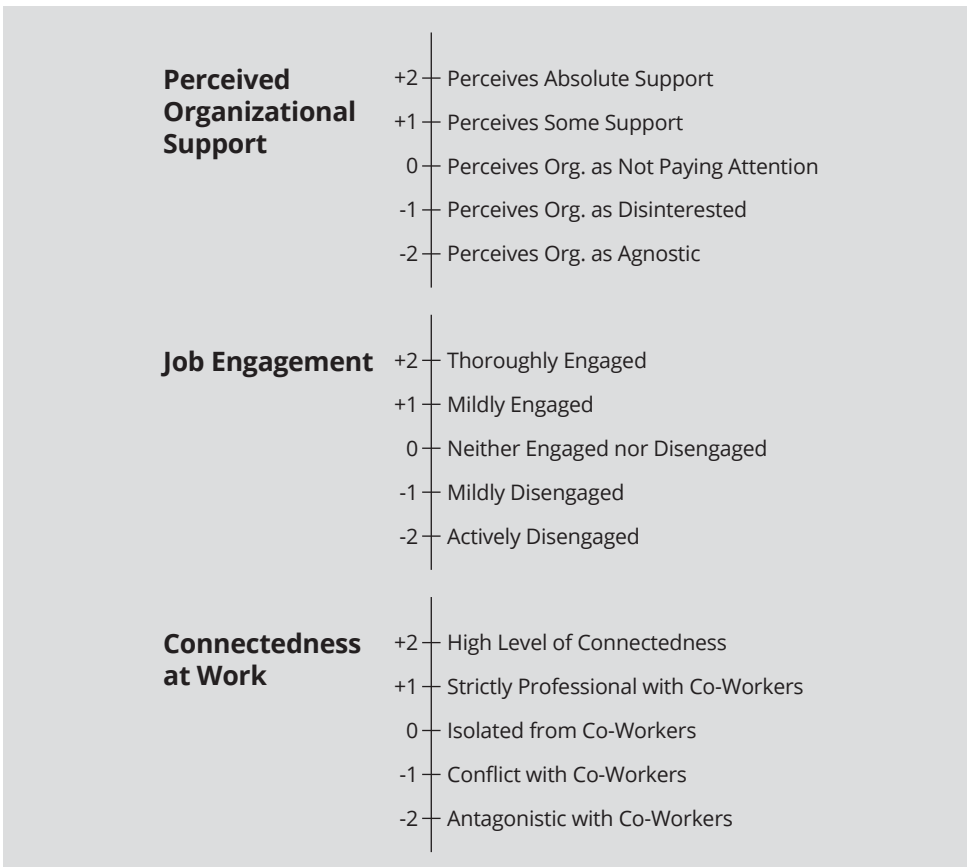 Perceived
Organizational
Support
+2 Perceives Absolute Support
+1 Perceives Some Support
0 Perceives Org. as Not Paying Attention
-1 Perceives Org. as Disinterested
-2 Perceives Org. as Agnostic
Job Engagement
+2 Thoroughly Engaged
+1 Mildly Engaged
0 Neither Engaged nor Disengaged
-1 Mildly Disengaged
-2 Actively Disengaged
Connectedness
at Work
+2 High Level of Connectedness
+1 Strictly Professional with Co-Workers
0 Isolated from Co-Workers
-1 Conflict with Co-Workers
-2 Antagonistic with Co-Workers